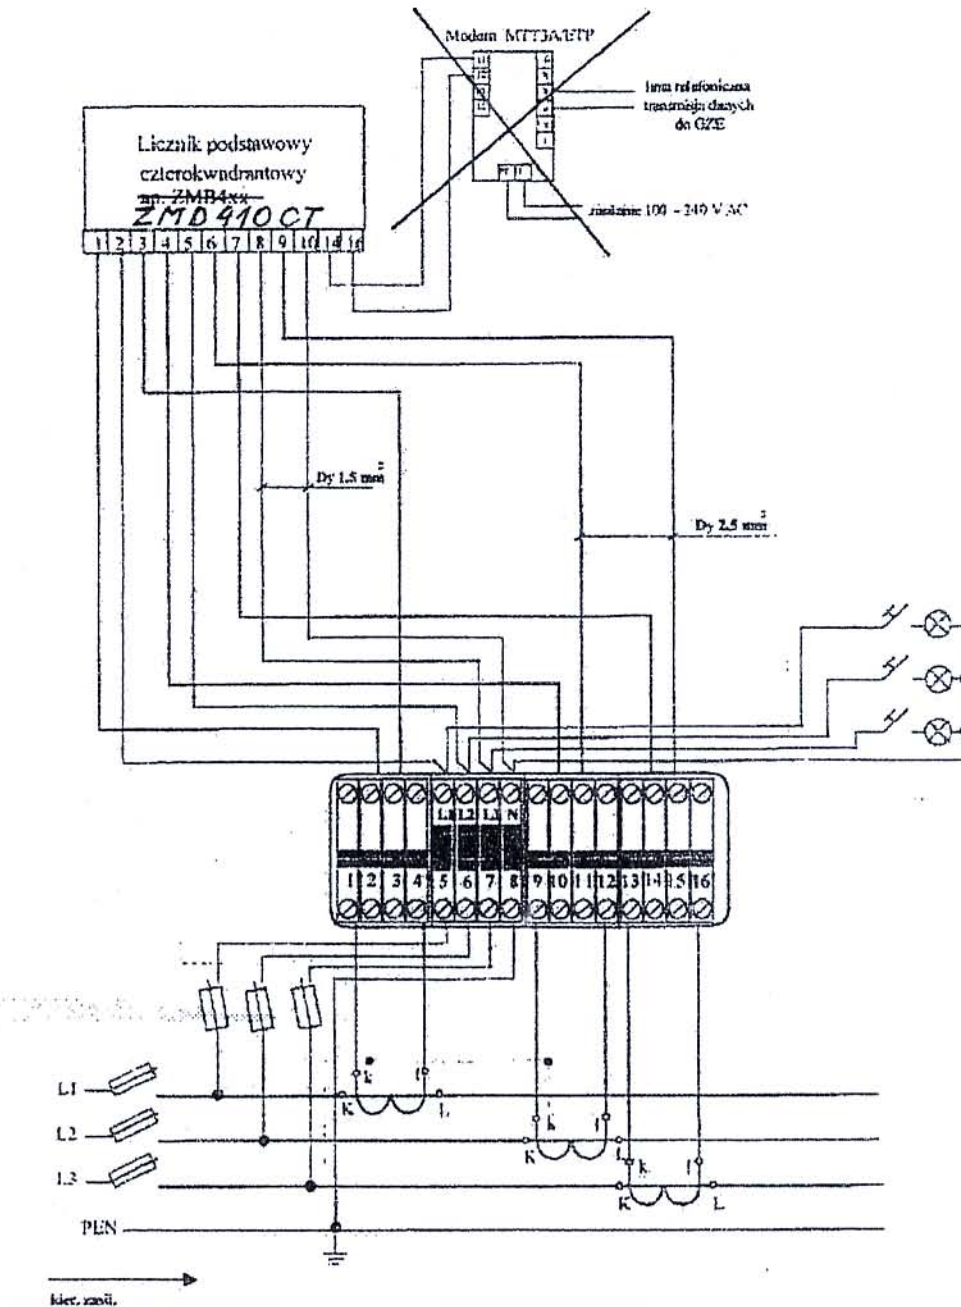 Modem MTT3A/ETP
linia telefoniczna
transmisja danych
do GZE
zasilanie 100 - 240 V AC
Licznik podstawowy
czterokwadrantowy
np. ZMB4xx
ZMD 410 CT
1 2 3 4 5 6 7 8 9 10 14 16
Dy 1.5 mm²
Dy 2.5 mm²
L1 L2 L3 N
1 2 3 4 5 6 7 8 9 10 11 12 13 14 15 16
k l
L1 K L
k l
L2 K L
k l
L3 K L
PEN
kier. zasil.